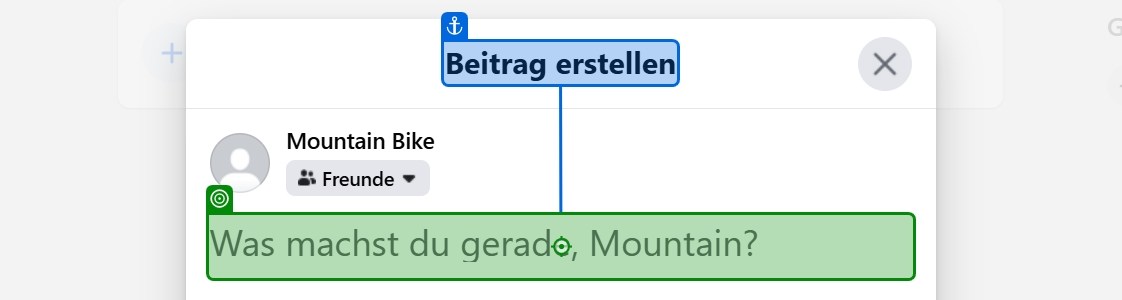 Beitrag erstellen
Mountain Bike
Freunde
Was machst du gerade, Mountain?